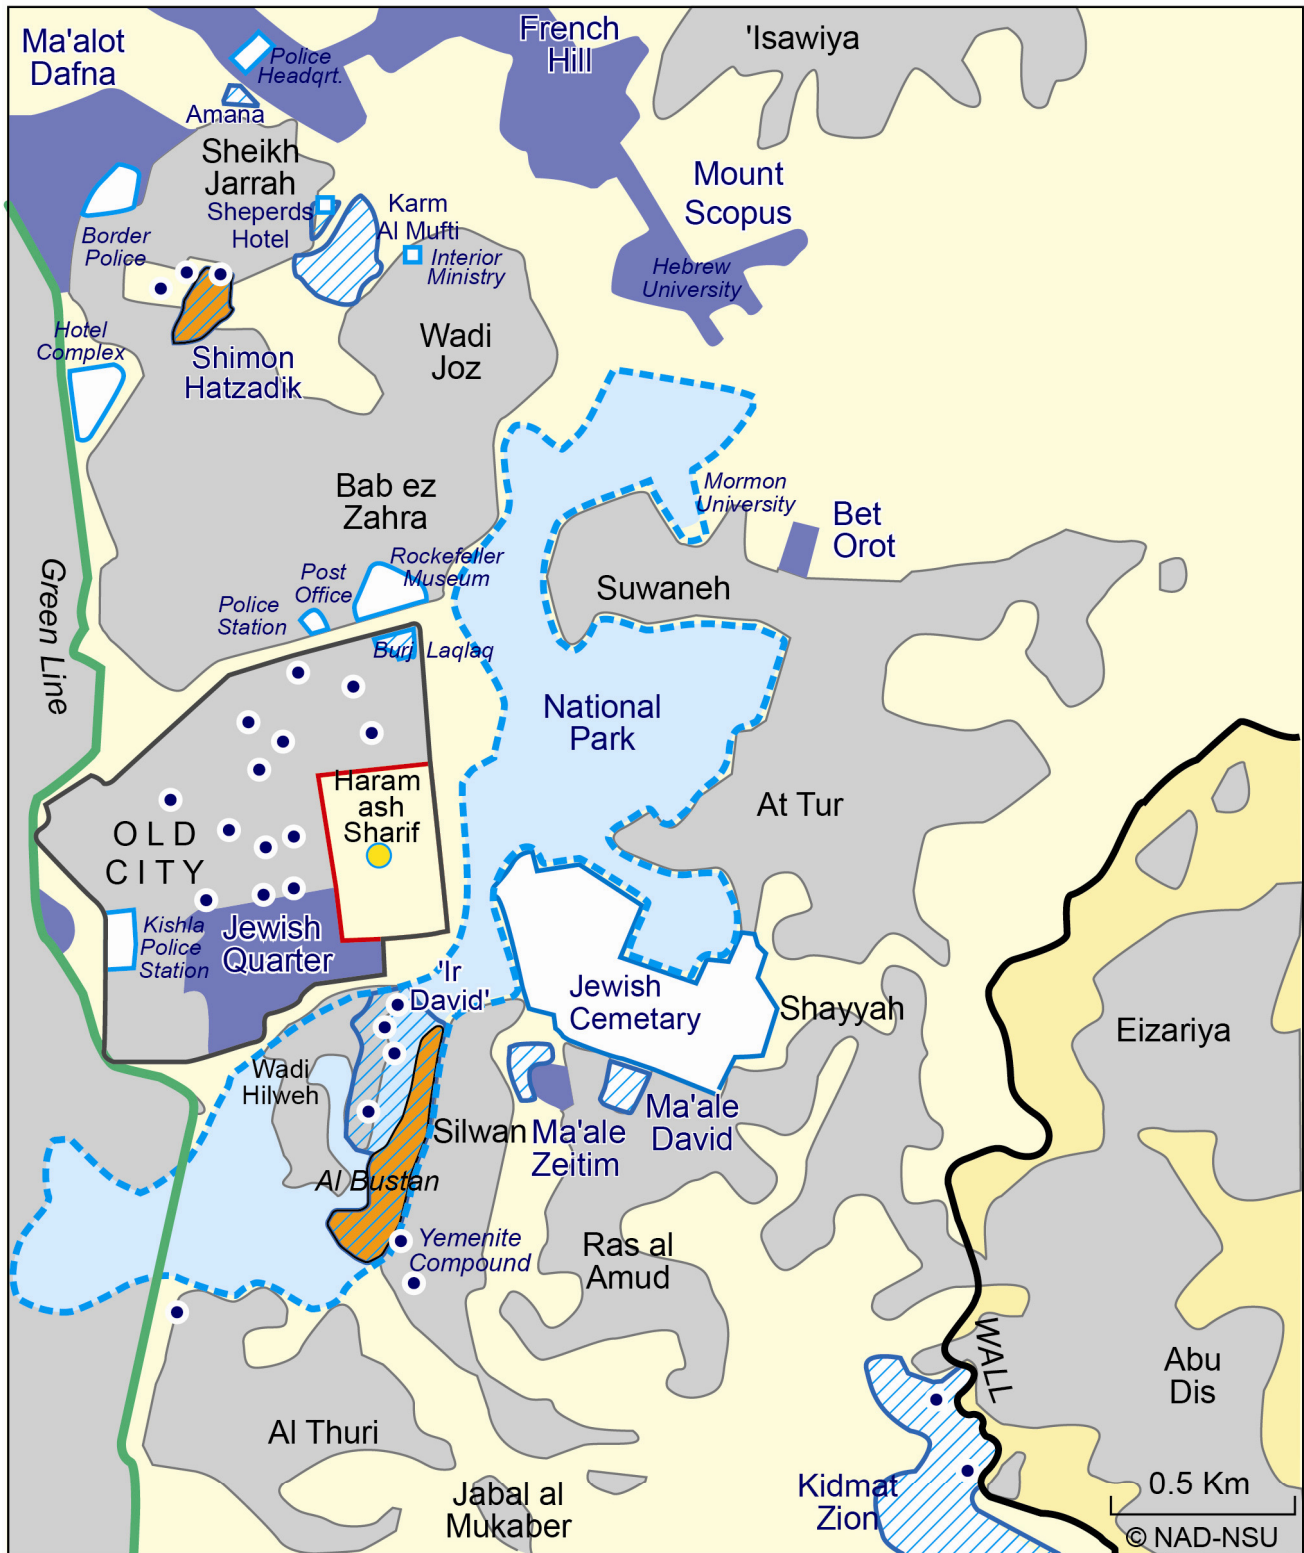 Ma'alot
Dafna
Police
Headqrt.
French
Hill
'Isawiya
Amana
Sheikh
Jarrah
Mount
Scopus
Sheperds
Hotel
Karm
Al Mufti
Border
Police
Interior
Ministry
Hebrew
University
Hotel
Complex
Shimon
Hatzadik
Wadi
Joz
Bab ez
Zahra
Mormon
University
Bet
Orot
Green Line
Rockefeller
Museum
Post
Office
Police
Station
Suwaneh
Burj Laqlaq
National
Park
Haram
ash
Sharif
At Tur
OLD
CITY
Kishla
Police
Station
Jewish
Quarter
'Ir
David'
Jewish
Cemetary
Shayyah
Eizariya
Wadi
Hilweh
Silwan
Ma'ale
Zeitim
Ma'ale
David
Al Bustan
Yemenite
Compound
Ras al
Amud
WALL
Abu
Dis
Al Thuri
Jabal al
Mukaber
Kidmat
Zion
0.5 Km
© NAD-NSU